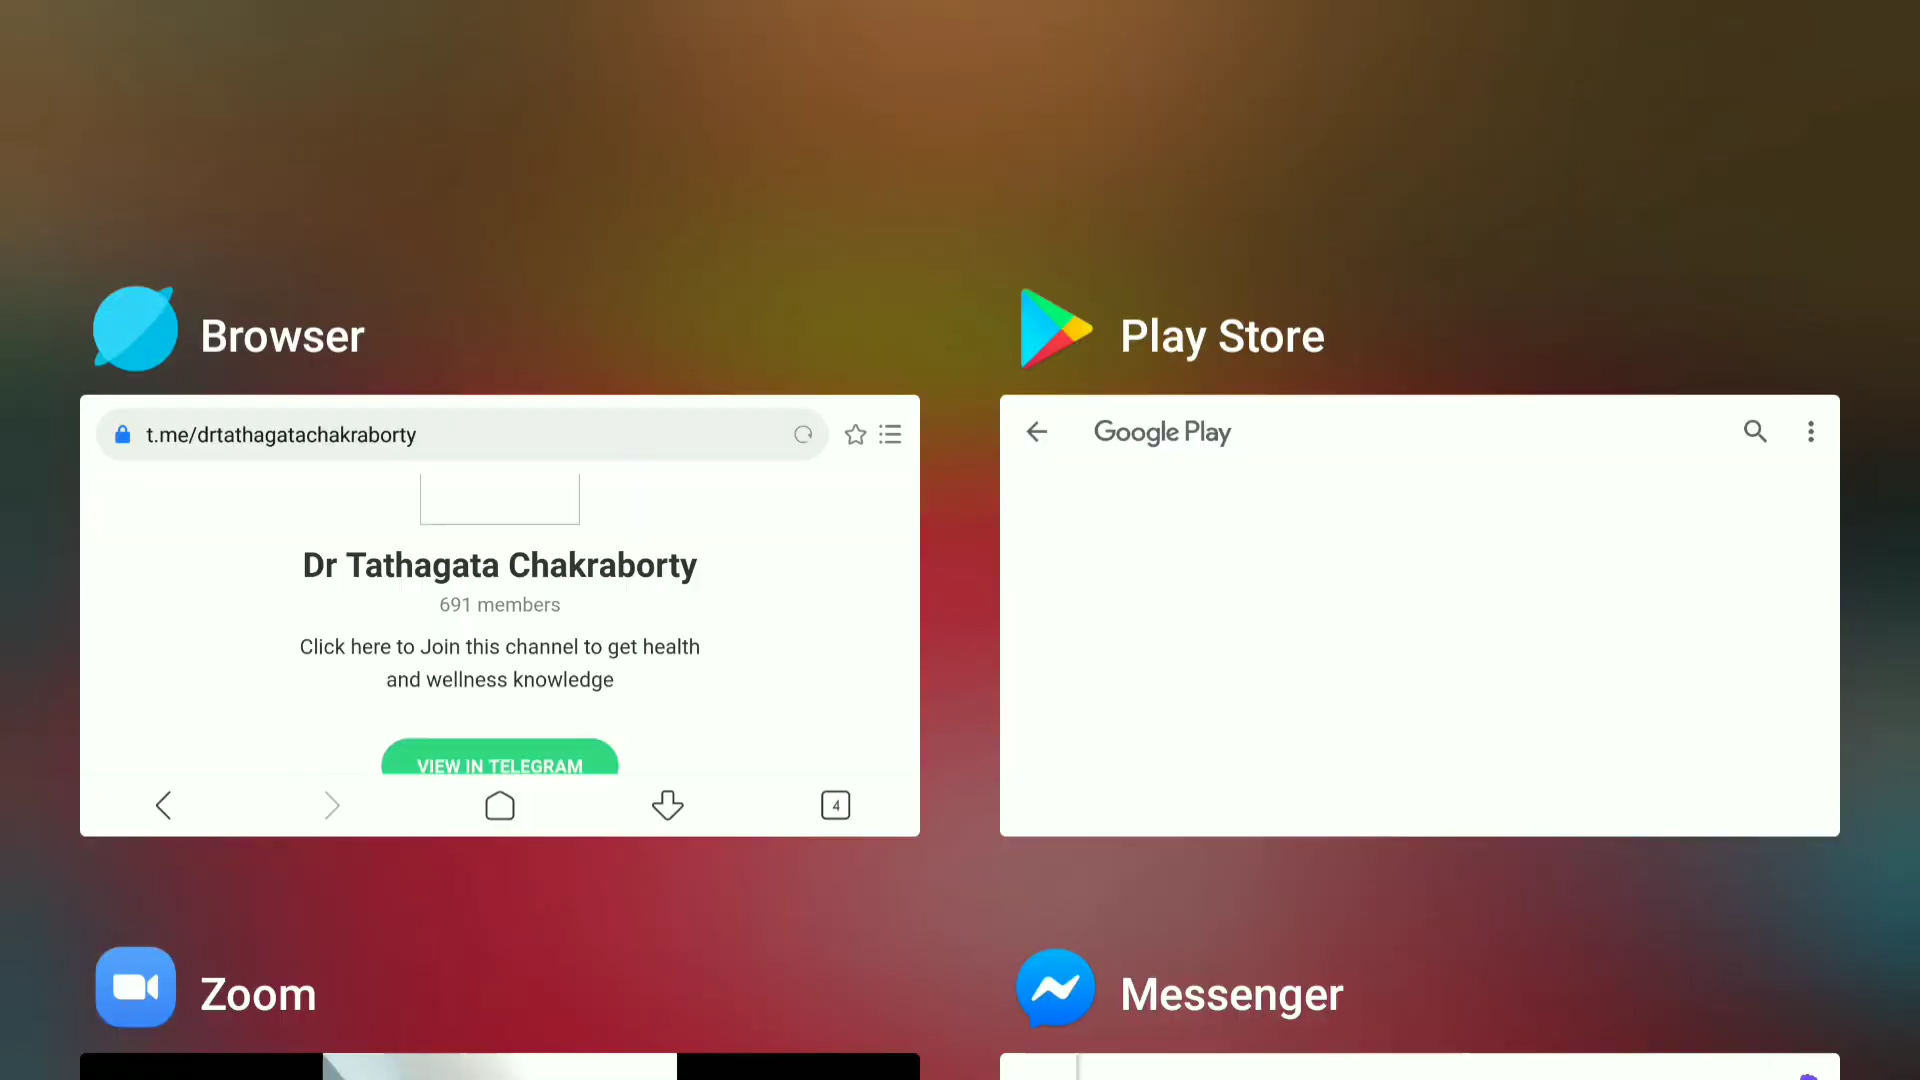 Browser
Play Store
t.me/drtathagatachakraborty
Google Play
Dr Tathagata Chakraborty
691 members
Click here to Join this channel to get health
and wellness knowledge
VIEW IN TELEGRAM
4
Zoom
Messenger